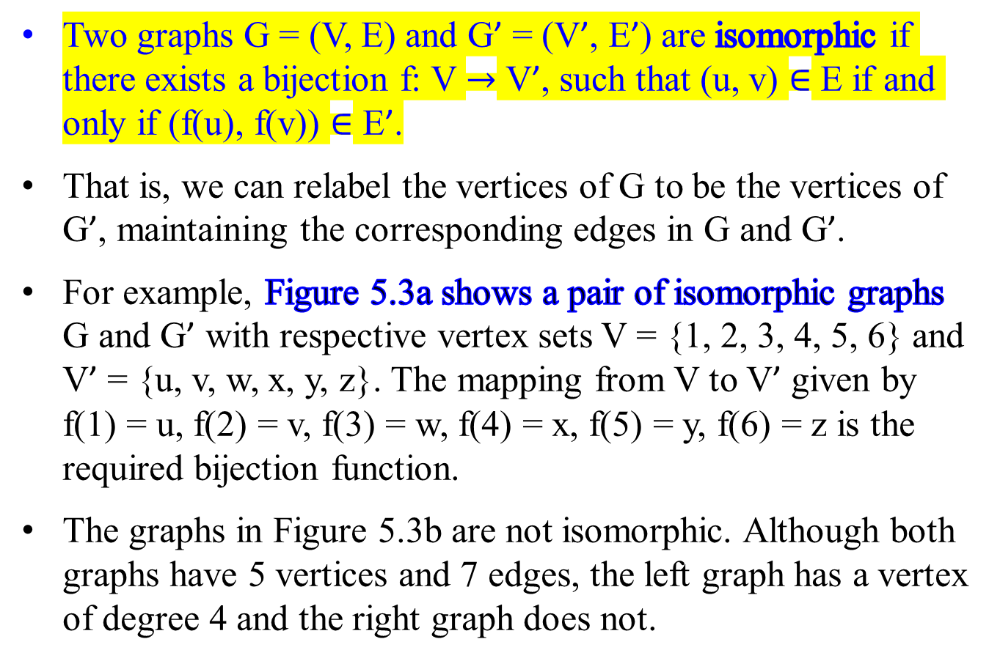 • Two graphs G = (V, E) and G′ = (V′, E′) are isomorphic if
there exists a bijection f: V → V′, such that (u, v) ∈ E if and
only if (f(u), f(v)) ∈ E′.
• That is, we can relabel the vertices of G to be the vertices of
G′, maintaining the corresponding edges in G and G′.
• For example, Figure 5.3a shows a pair of isomorphic graphs
G and G′ with respective vertex sets V = {1, 2, 3, 4, 5, 6} and
V′ = {u, v, w, x, y, z}. The mapping from V to V′ given by
f(1) = u, f(2) = v, f(3) = w, f(4) = x, f(5) = y, f(6) = z is the
required bijection function.
• The graphs in Figure 5.3b are not isomorphic. Although both
graphs have 5 vertices and 7 edges, the left graph has a vertex
of degree 4 and the right graph does not.